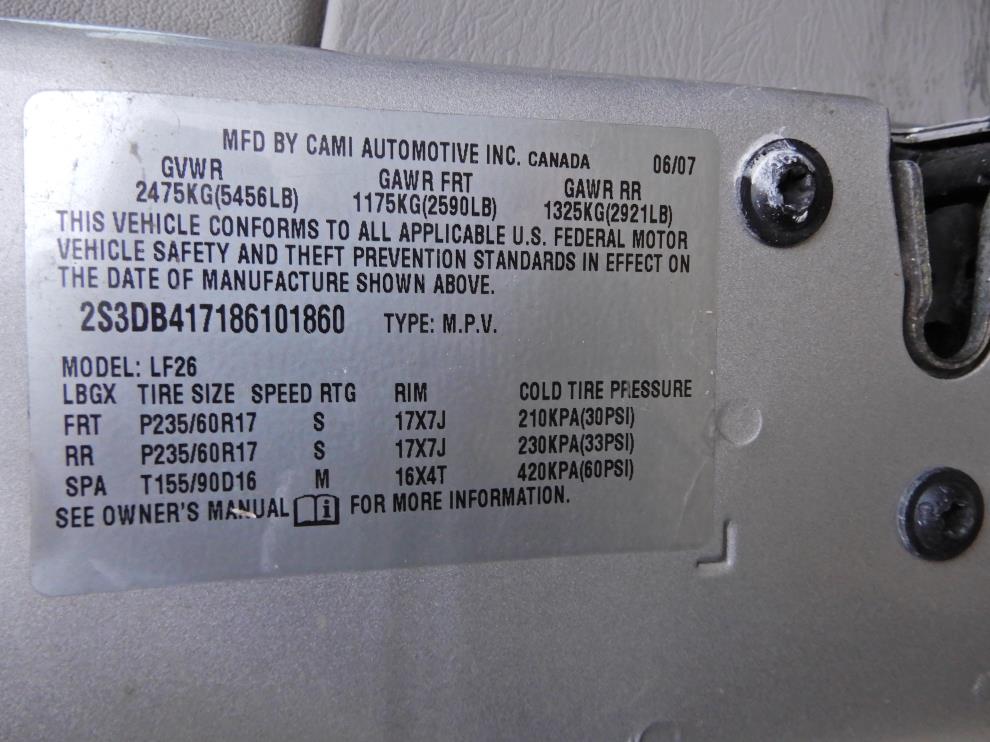 MFD BY CAMI AUTOMOTIVE INC. CANADA 06/07
GVWR GAWR FRT GAWR RR
2475KG(5456LB) 1175KG(2590LB) 1325KG(2921LB)
THIS VEHICLE CONFORMS TO ALL APPLICABLE U.S. FEDERAL MOTOR
VEHICLE SAFETY AND THEFT PREVENTION STANDARDS IN EFFECT ON
THE DATE OF MANUFACTURE SHOWN ABOVE.
2S3DB417186101860 TYPE: M.P.V.
MODEL: LF26
LBGX TIRE SIZE SPEED RTG RIM COLD TIRE PRESSURE
FRT P235/60R17 S 17X7J 210KPA(30PSI)
RR P235/60R17 S 17X7J 230KPA(33PSI)
SPA T155/90D16 M 16X4T 420KPA(60PSI)
SEE OWNER'S MANUAL i FOR MORE INFORMATION.